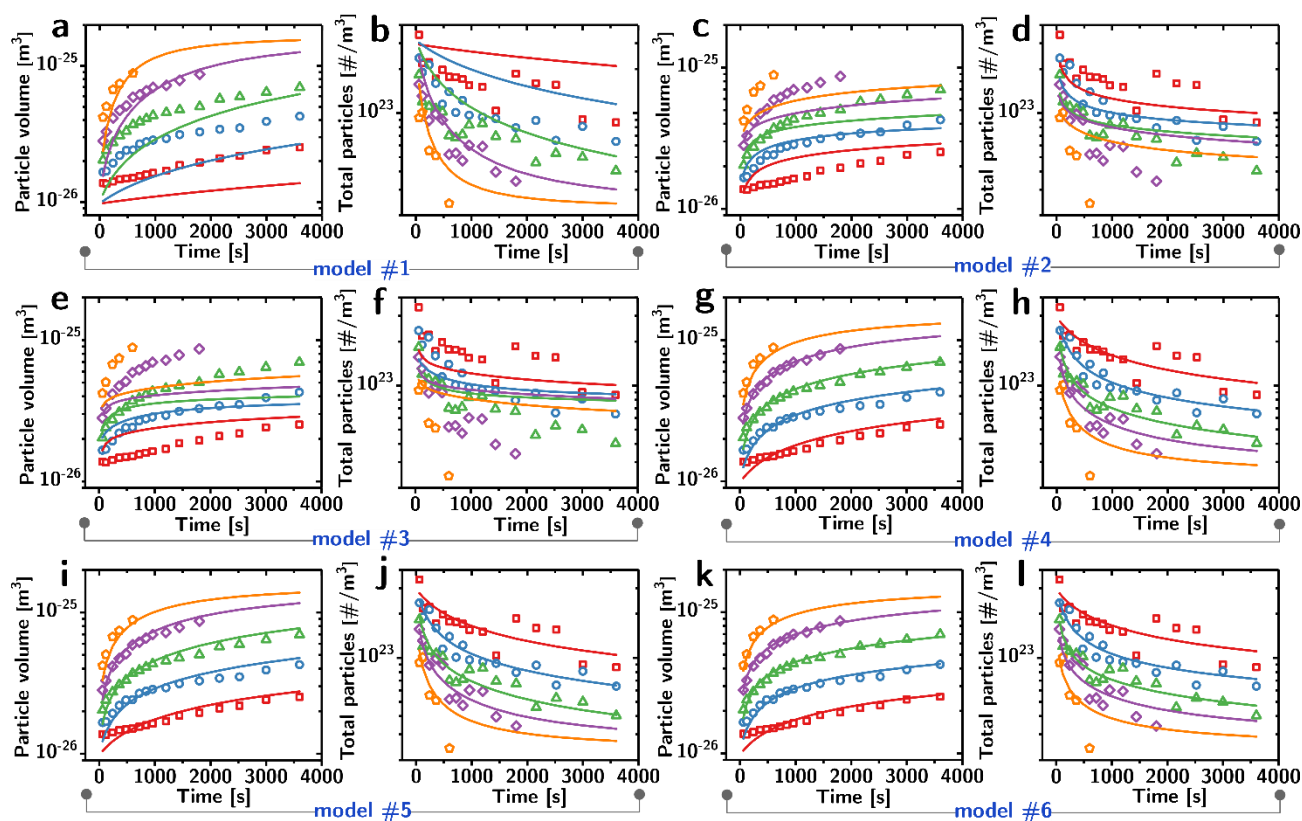 a
b
c
d
Particle volume [m³]
10⁻²⁵
10⁻²⁶
0 1000 2000 3000 4000
Time [s]
Total particles [#/m³]
10²³
0 1000 2000 3000 4000
Time [s]
Particle volume [m³]
10⁻²⁵
10⁻²⁶
0 1000 2000 3000 4000
Time [s]
Total particles [#/m³]
10²³
0 1000 2000 3000 4000
Time [s]
model #1
model #2
e
f
g
h
Particle volume [m³]
10⁻²⁵
10⁻²⁶
0 1000 2000 3000 4000
Time [s]
Total particles [#/m³]
10²³
0 1000 2000 3000 4000
Time [s]
Particle volume [m³]
10⁻²⁵
10⁻²⁶
0 1000 2000 3000 4000
Time [s]
Total particles [#/m³]
10²³
0 1000 2000 3000 4000
Time [s]
model #3
model #4
i
j
k
l
Particle volume [m³]
10⁻²⁵
10⁻²⁶
0 1000 2000 3000 4000
Time [s]
Total particles [#/m³]
10²³
0 1000 2000 3000 4000
Time [s]
Particle volume [m³]
10⁻²⁵
10⁻²⁶
0 1000 2000 3000 4000
Time [s]
Total particles [#/m³]
10²³
0 1000 2000 3000 4000
Time [s]
model #5
model #6